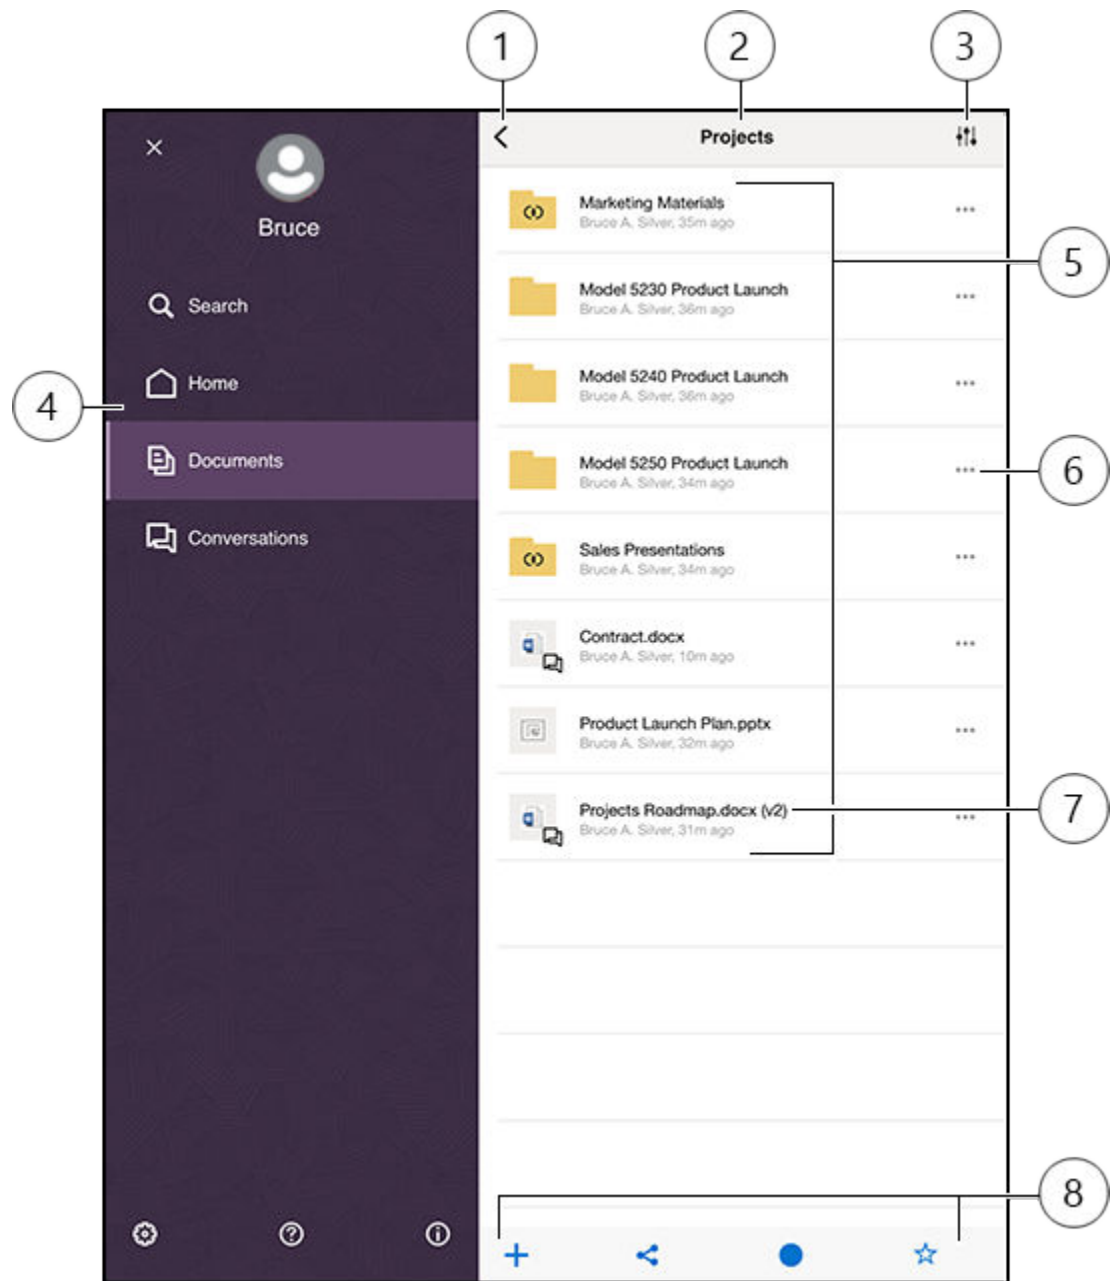 1
2
3
Projects
Bruce
Search
Home
Documents
Conversations
4
Marketing Materials
Bruce A. Silver, 35m ago
5
Model 5230 Product Launch
Bruce A. Silver, 36m ago
Model 5240 Product Launch
Bruce A. Silver, 36m ago
Model 5250 Product Launch
Bruce A. Silver, 34m ago
6
Sales Presentations
Bruce A. Silver, 34m ago
Contract.docx
Bruce A. Silver, 10m ago
Product Launch Plan.pptx
Bruce A. Silver, 32m ago
Projects Roadmap.docx (v2)
Bruce A. Silver, 31m ago
7
8